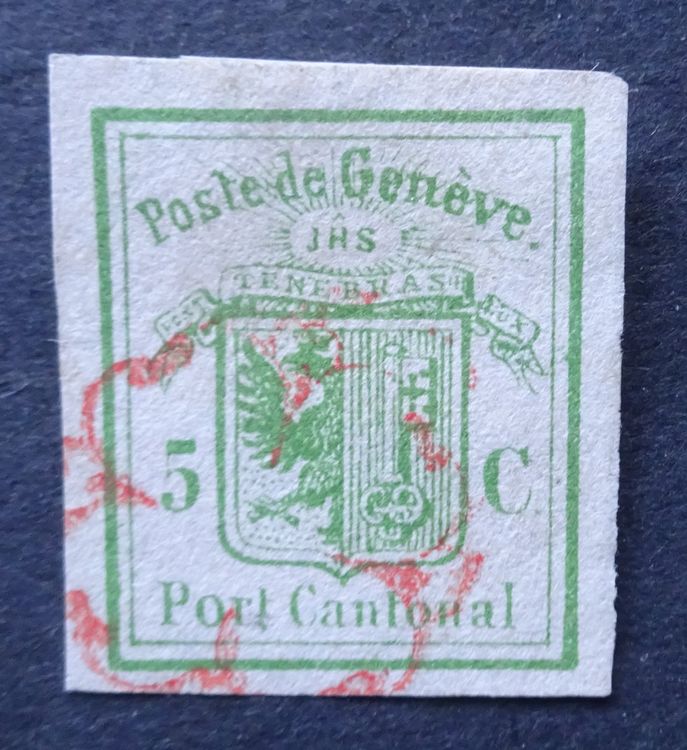 Poste de Genève.
JHS
POST TENEBRAS LUX
5 C.
Port Cantonal